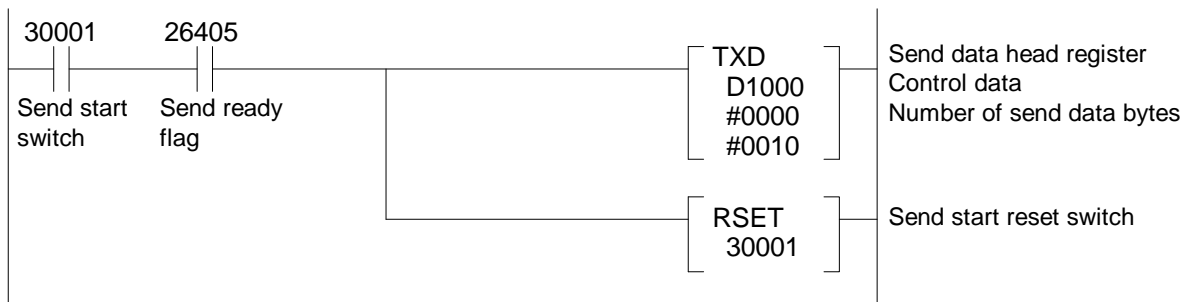 30001
26405
Send start
switch
Send ready
flag
TXD
D1000
#0000
#0010
Send data head register
Control data
Number of send data bytes
RSET
30001
Send start reset switch